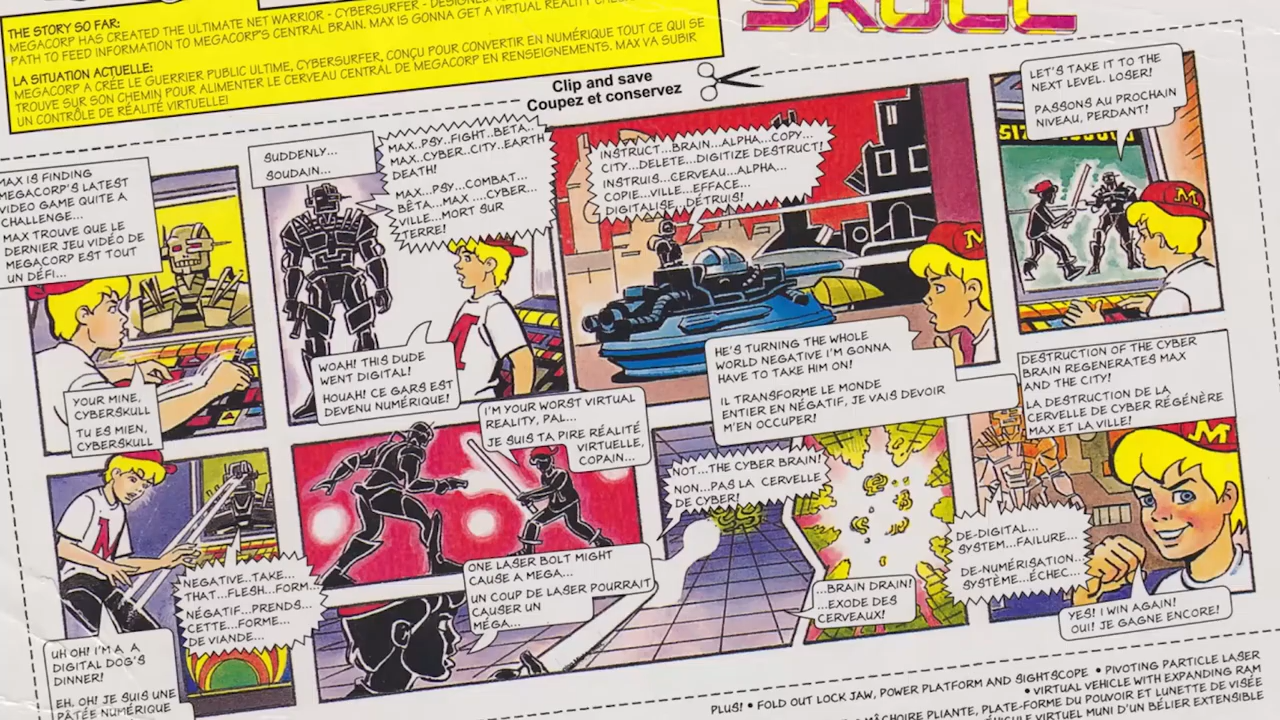 THE STORY SO FAR:
MEGACORP HAS CREATED THE ULTIMATE NET WARRIOR - CYBERSURFER - DESIGNED
PATH TO FEED INFORMATION TO MEGACORP'S CENTRAL BRAIN. MAX IS GONNA GET A VIRTUAL REALITY
LA SITUATION ACTUELLE:
MEGACORP A CRÉE LE GUERRIER PUBLIC ULTIME, CYBERSURFER, CONÇU POUR CONVERTIR EN NUMÉRIQUE TOUT CE QUI SE
TROUVE SUR SON CHEMIN POUR ALIMENTER LE CERVEAU CENTRAL DE MEGACORP EN RENSEIGNEMENTS. MAX VA SUBIR
UN CONTRÔLE DE RÉALITÉ VIRTUELLE!
SKULL
Clip and save
Coupez et conservez
MAX IS FINDING
MEGACORP'S LATEST
VIDEO GAME QUITE A
CHALLENGE...
MAX TROUVE QUE LE
DERNIER JEU VIDÉO DE
MEGACORP EST TOUT
UN DÉFI...
YOUR MINE,
CYBERSKULL
TU ES MIEN,
CYBERSKULL
SUDDENLY...
SOUDAIN...
MAX..PSY..FIGHT..BETA...
MAX..CYBER..CITY..EARTH
DEATH!
MAX...PSY...COMBAT...
BÊTA...MAX ....CYBER...
VILLE...MORT SUR
TERRE!
WOAH! THIS DUDE
WENT DIGITAL!
HOUAH! CE GARS EST
DEVENU NUMÉRIQUE!
INSTRUCT...BRAIN...ALPHA...COPY...
CITY...DELETE...DIGITIZE DESTRUCT!
INSTRUIS...CERVEAU...ALPHA...
COPIE...VILLE...EFFACE...
DIGITALISE...DÉTRUIS!
M
HE'S TURNING THE WHOLE
WORLD NEGATIVE I'M GONNA
HAVE TO TAKE HIM ON!
IL TRANSFORME LE MONDE
ENTIER EN NÉGATIF, JE VAIS DEVOIR
M'EN OCCUPER!
LET'S TAKE IT TO THE
NEXT LEVEL. LOSER!
PASSONS AU PROCHAIN
NIVEAU, PERDANT!
M
NEGATIVE...TAKE...
THAT...FLESH...FORM...
NÉGATIF...PRENDS...
CETTE...FORME...
DE VIANDE...
UH OH! I'M A A
DIGITAL DOG'S
DINNER!
EH, OH! JE SUIS UNE
PÂTÉE NUMÉRIQUE
I'M YOUR WORST VIRTUAL
REALITY, PAL...
JE SUIS TA PIRE RÉALITÉ
VIRTUELLE,
COPAIN...
ONE LASER BOLT MIGHT
CAUSE A MEGA...
UN COUP DE LASER POURRAIT
CAUSER UN
MÉGA...
NOT...THE CYBER BRAIN!
NON...PAS LA CERVELLE
DE CYBER!
...BRAIN DRAIN!
...EXODE DES
CERVEAUX!
DESTRUCTION OF THE CYBER
BRAIN REGENERATES MAX
AND THE CITY!
LA DESTRUCTION DE LA
CERVELLE DE CYBER RÉGÉNÈRE
MAX ET LA VILLE!
M
DE-DIGITAL...
SYSTEM...FAILURE...
DE-NUMÉRISATION...
SYSTÈME...ÉCHEC...
YES! I WIN AGAIN!
OUI! JE GAGNE ENCORE!
PLUS! • FOLD OUT LOCK JAW, POWER PLATFORM AND SIGHTSCOPE • PIVOTING PARTICLE LASER
• VIRTUAL VEHICLE WITH EXPANDING RAM
MÂCHOIRE PLIANTE, PLATE-FORME DU POUVOIR ET LUNETTE DE VISÉE
VÉHICULE VIRTUEL MUNI D'UN BÉLIER EXTENSIBLE